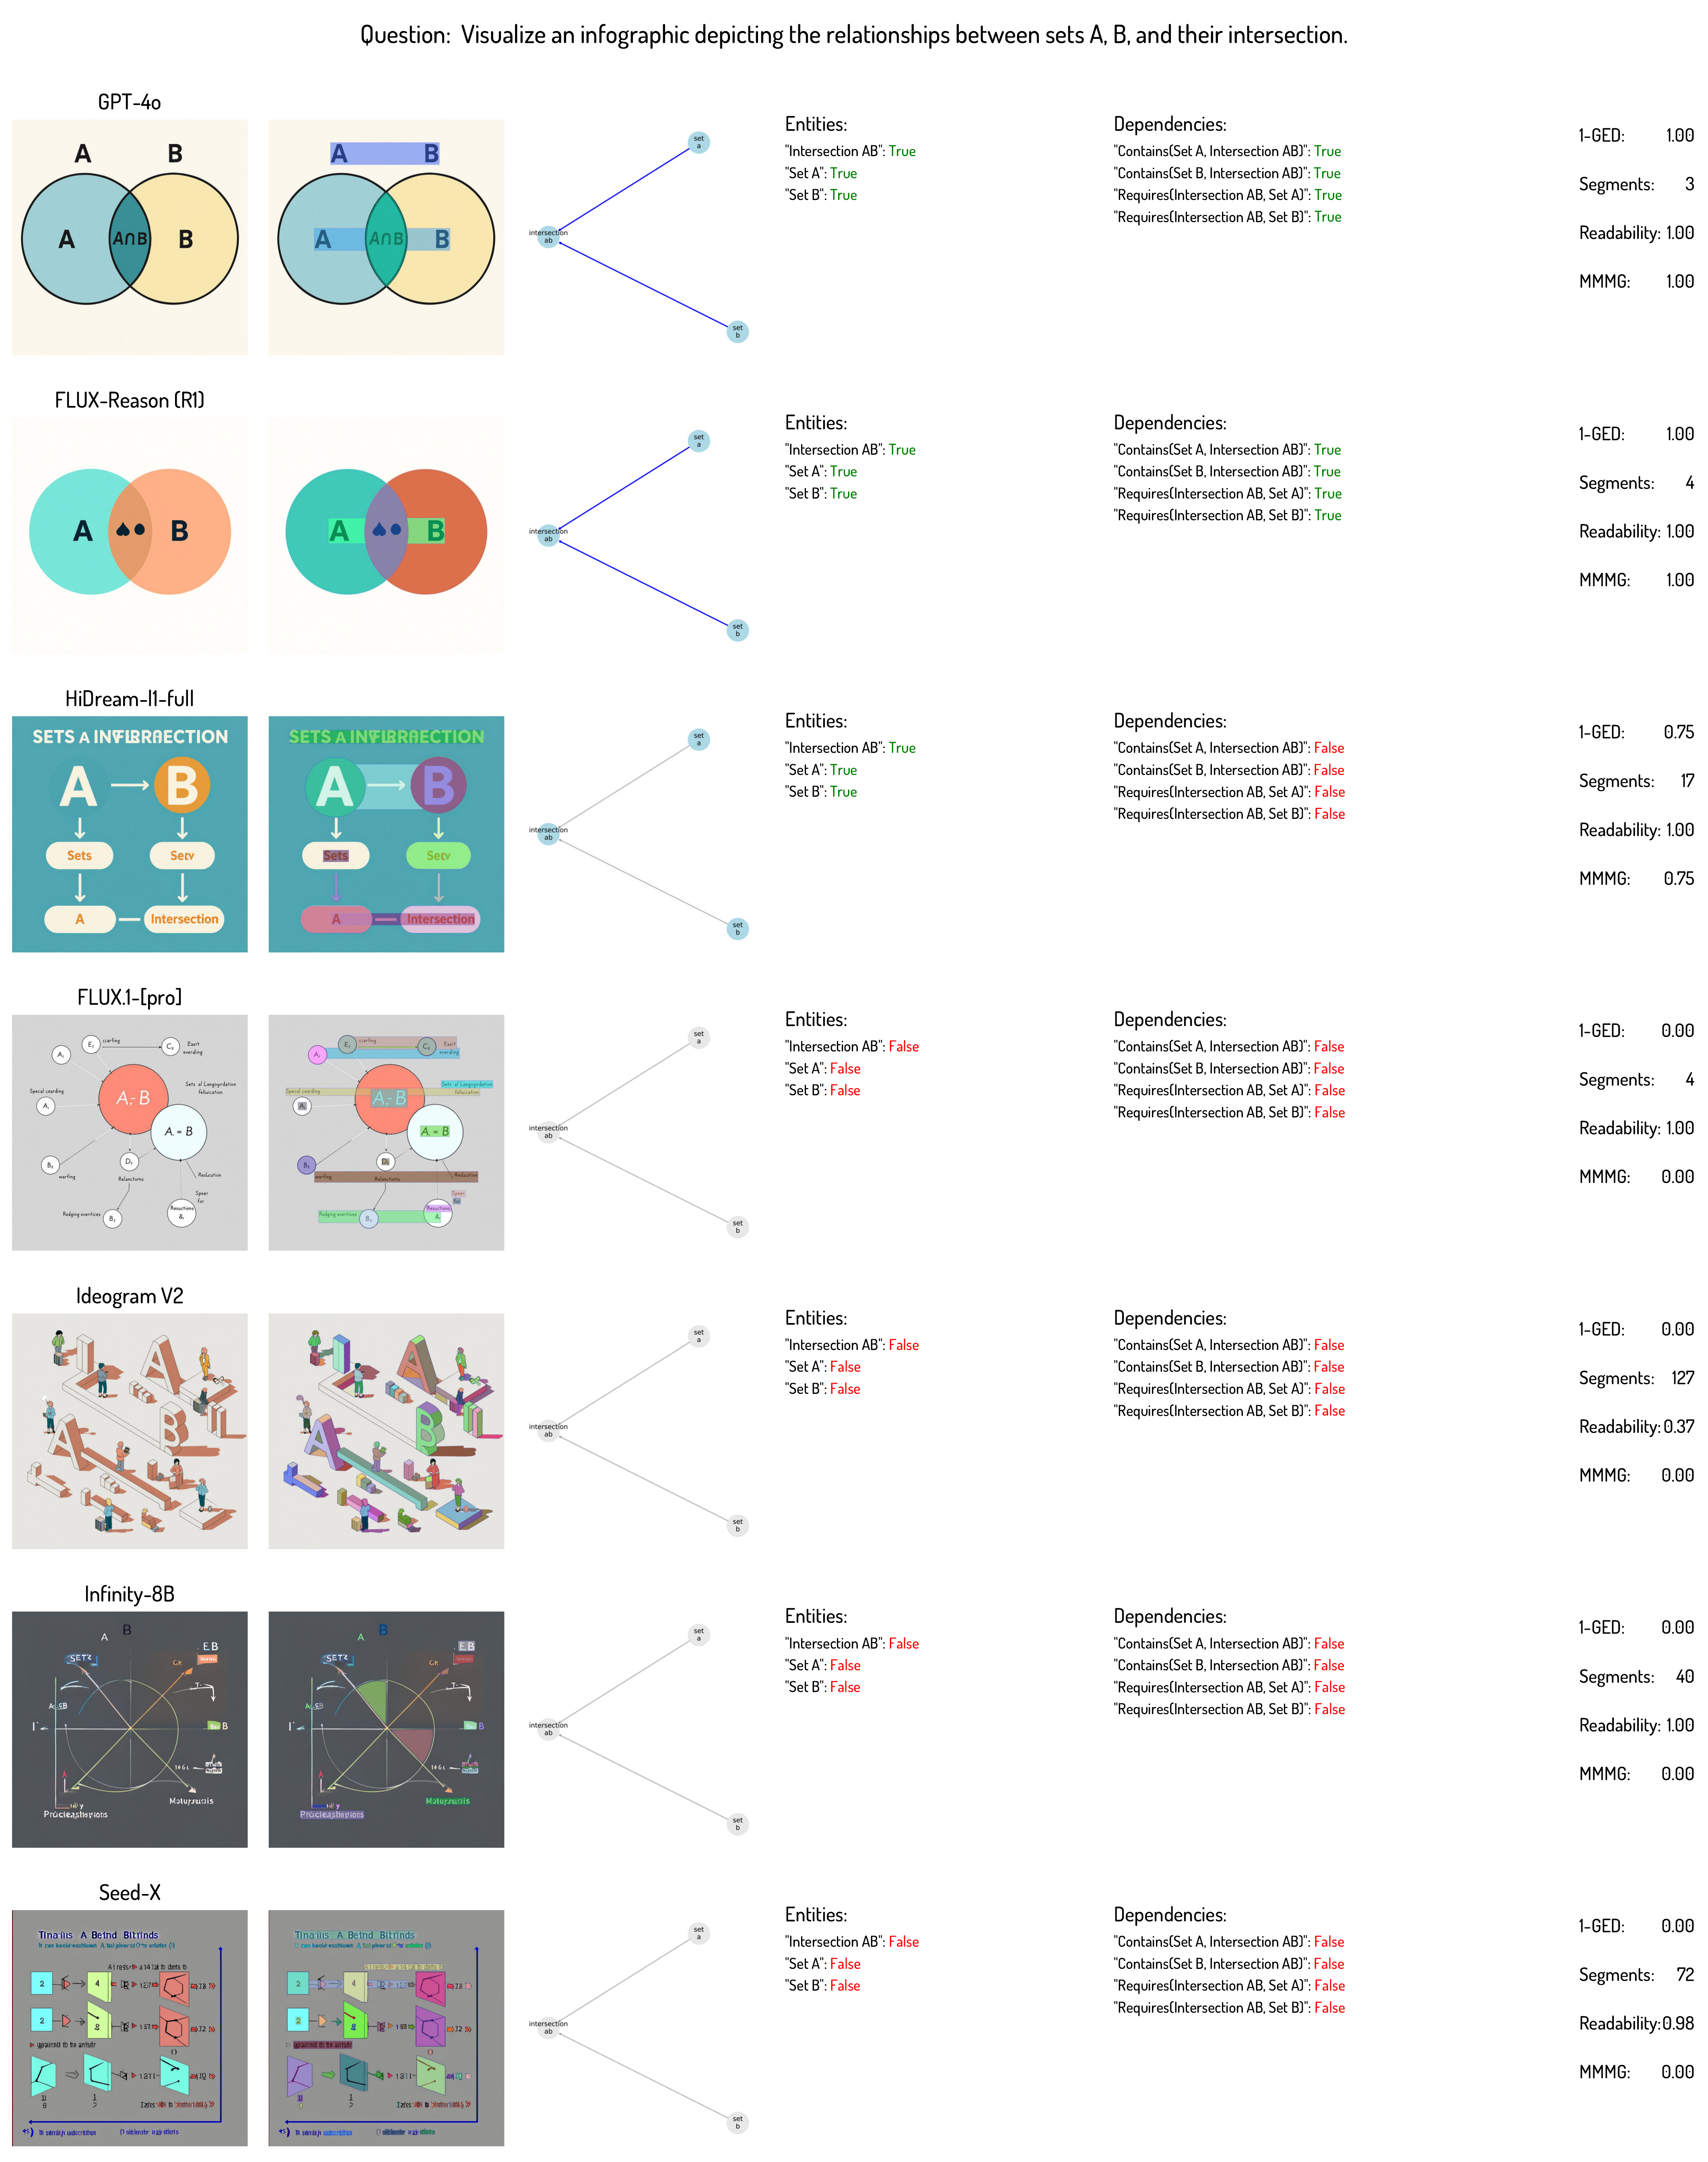 Question: Visualize an infographic depicting the relationships between sets A, B, and their intersection.
GPT-4o
A B
A A∩B B
A B
A A∩B B
set a
intersection ab
set b
Entities:
"Intersection AB": True
"Set A": True
"Set B": True
Dependencies:
"Contains(Set A, Intersection AB)": True
"Contains(Set B, Intersection AB)": True
"Requires(Intersection AB, Set A)": True
"Requires(Intersection AB, Set B)": True
1-GED: 1.00
Segments: 3
Readability: 1.00
MMMG: 1.00
FLUX-Reason (R1)
A B
A B
set a
intersection ab
set b
Entities:
"Intersection AB": True
"Set A": True
"Set B": True
Dependencies:
"Contains(Set A, Intersection AB)": True
"Contains(Set B, Intersection AB)": True
"Requires(Intersection AB, Set A)": True
"Requires(Intersection AB, Set B)": True
1-GED: 1.00
Segments: 4
Readability: 1.00
MMMG: 1.00
HiDream-I1-full
SETS A
A B
Sets Serv
A Intersection
SETS A
A B
Sets Serv
A Intersection
set a
intersection ab
set b
Entities:
"Intersection AB": True
"Set A": True
"Set B": True
Dependencies:
"Contains(Set A, Intersection AB)": False
"Contains(Set B, Intersection AB)": False
"Requires(Intersection AB, Set A)": False
"Requires(Intersection AB, Set B)": False
1-GED: 0.75
Segments: 17
Readability: 1.00
MMMG: 0.75
FLUX.1-[pro]
set a
intersection ab
set b
Entities:
"Intersection AB": False
"Set A": False
"Set B": False
Dependencies:
"Contains(Set A, Intersection AB)": False
"Contains(Set B, Intersection AB)": False
"Requires(Intersection AB, Set A)": False
"Requires(Intersection AB, Set B)": False
1-GED: 0.00
Segments: 4
Readability: 1.00
MMMG: 0.00
Ideogram V2
A
A B
A
A B
set a
intersection ab
set b
Entities:
"Intersection AB": False
"Set A": False
"Set B": False
Dependencies:
"Contains(Set A, Intersection AB)": False
"Contains(Set B, Intersection AB)": False
"Requires(Intersection AB, Set A)": False
"Requires(Intersection AB, Set B)": False
1-GED: 0.00
Segments: 127
Readability: 0.37
MMMG: 0.00
Infinity-8B
A B
A B
set a
intersection ab
set b
Entities:
"Intersection AB": False
"Set A": False
"Set B": False
Dependencies:
"Contains(Set A, Intersection AB)": False
"Contains(Set B, Intersection AB)": False
"Requires(Intersection AB, Set A)": False
"Requires(Intersection AB, Set B)": False
1-GED: 0.00
Segments: 40
Readability: 1.00
MMMG: 0.00
Seed-X
set a
intersection ab
set b
Entities:
"Intersection AB": False
"Set A": False
"Set B": False
Dependencies:
"Contains(Set A, Intersection AB)": False
"Contains(Set B, Intersection AB)": False
"Requires(Intersection AB, Set A)": False
"Requires(Intersection AB, Set B)": False
1-GED: 0.00
Segments: 72
Readability: 0.98
MMMG: 0.00